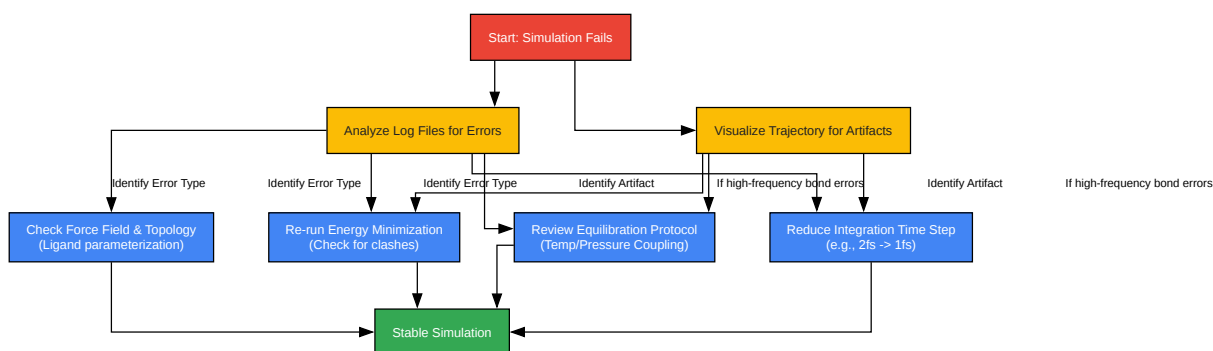 Start: Simulation Fails
Analyze Log Files for Errors
Visualize Trajectory for Artifacts
Identify Error Type
Identify Error Type
Identify Error Type
Identify Artifact
If high-frequency bond errors
Identify Artifact
If high-frequency bond errors
Check Force Field & Topology
(Ligand parameterization)
Re-run Energy Minimization
(Check for clashes)
Review Equilibration Protocol
(Temp/Pressure Coupling)
Reduce Integration Time Step
(e.g., 2fs -> 1fs)
Stable Simulation